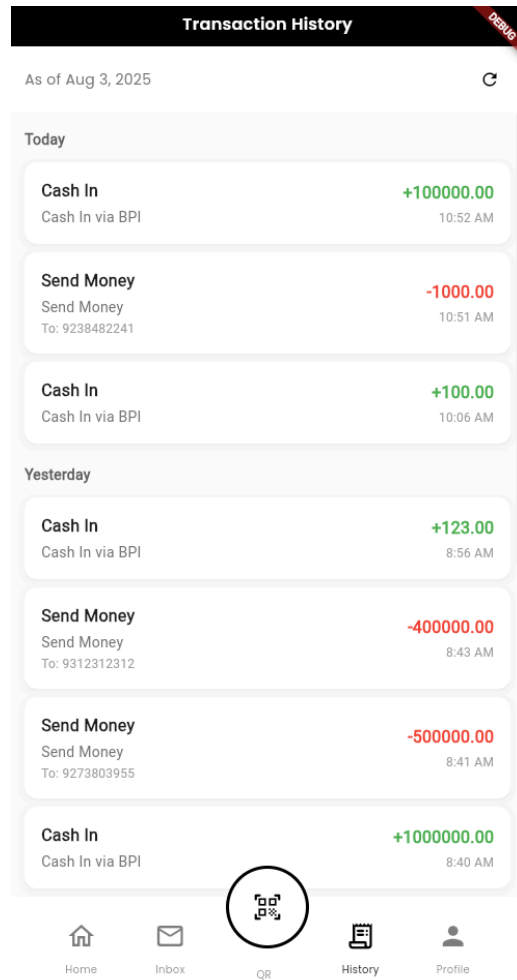 Transaction History
DEBUG
As of Aug 3, 2025
Today
Cash In
+100000.00
Cash In via BPI
10:52 AM
Send Money
-1000.00
Send Money
10:51 AM
To: 9238482241
Cash In
+100.00
Cash In via BPI
10:06 AM
Yesterday
Cash In
+123.00
Cash In via BPI
8:56 AM
Send Money
-400000.00
Send Money
8:43 AM
To: 9312312312
Send Money
-500000.00
Send Money
8:41 AM
To: 9273803955
Cash In
+1000000.00
Cash In via BPI
8:40 AM
Home
Inbox
QR
History
Profile